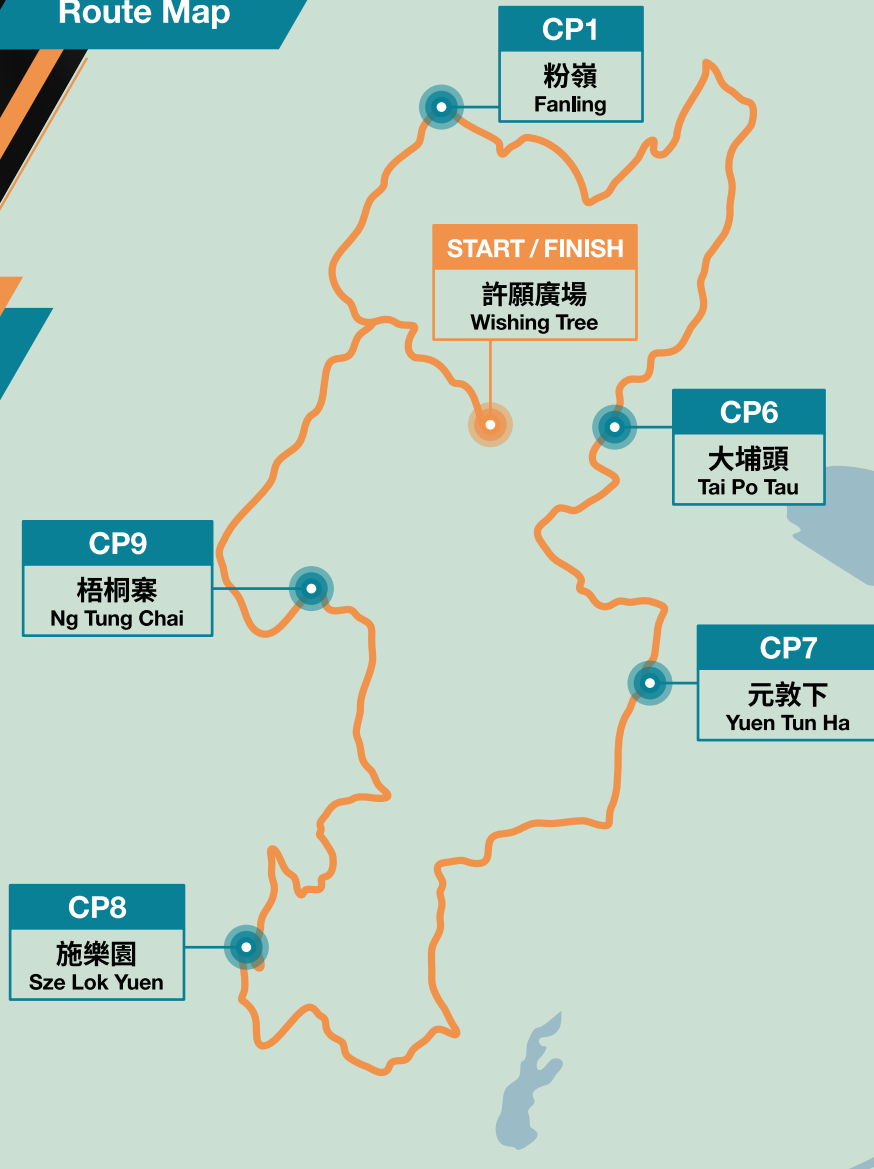 Route Map
CP1
粉嶺
Fanling
START / FINISH
許願廣場
Wishing Tree
CP6
大埔頭
Tai Po Tau
CP9
梧桐寨
Ng Tung Chai
CP7
元敦下
Yuen Tun Ha
CP8
施樂園
Sze Lok Yuen